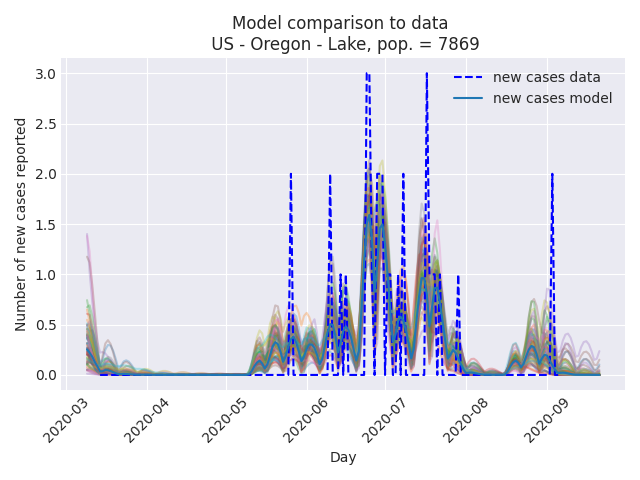 Model comparison to data
US - Oregon - Lake, pop. = 7869
new cases data
new cases model
Number of new cases reported
3.0
2.5
2.0
1.5
1.0
0.5
0.0
2020-03
2020-04
2020-05
2020-06
2020-07
2020-08
2020-09
Day